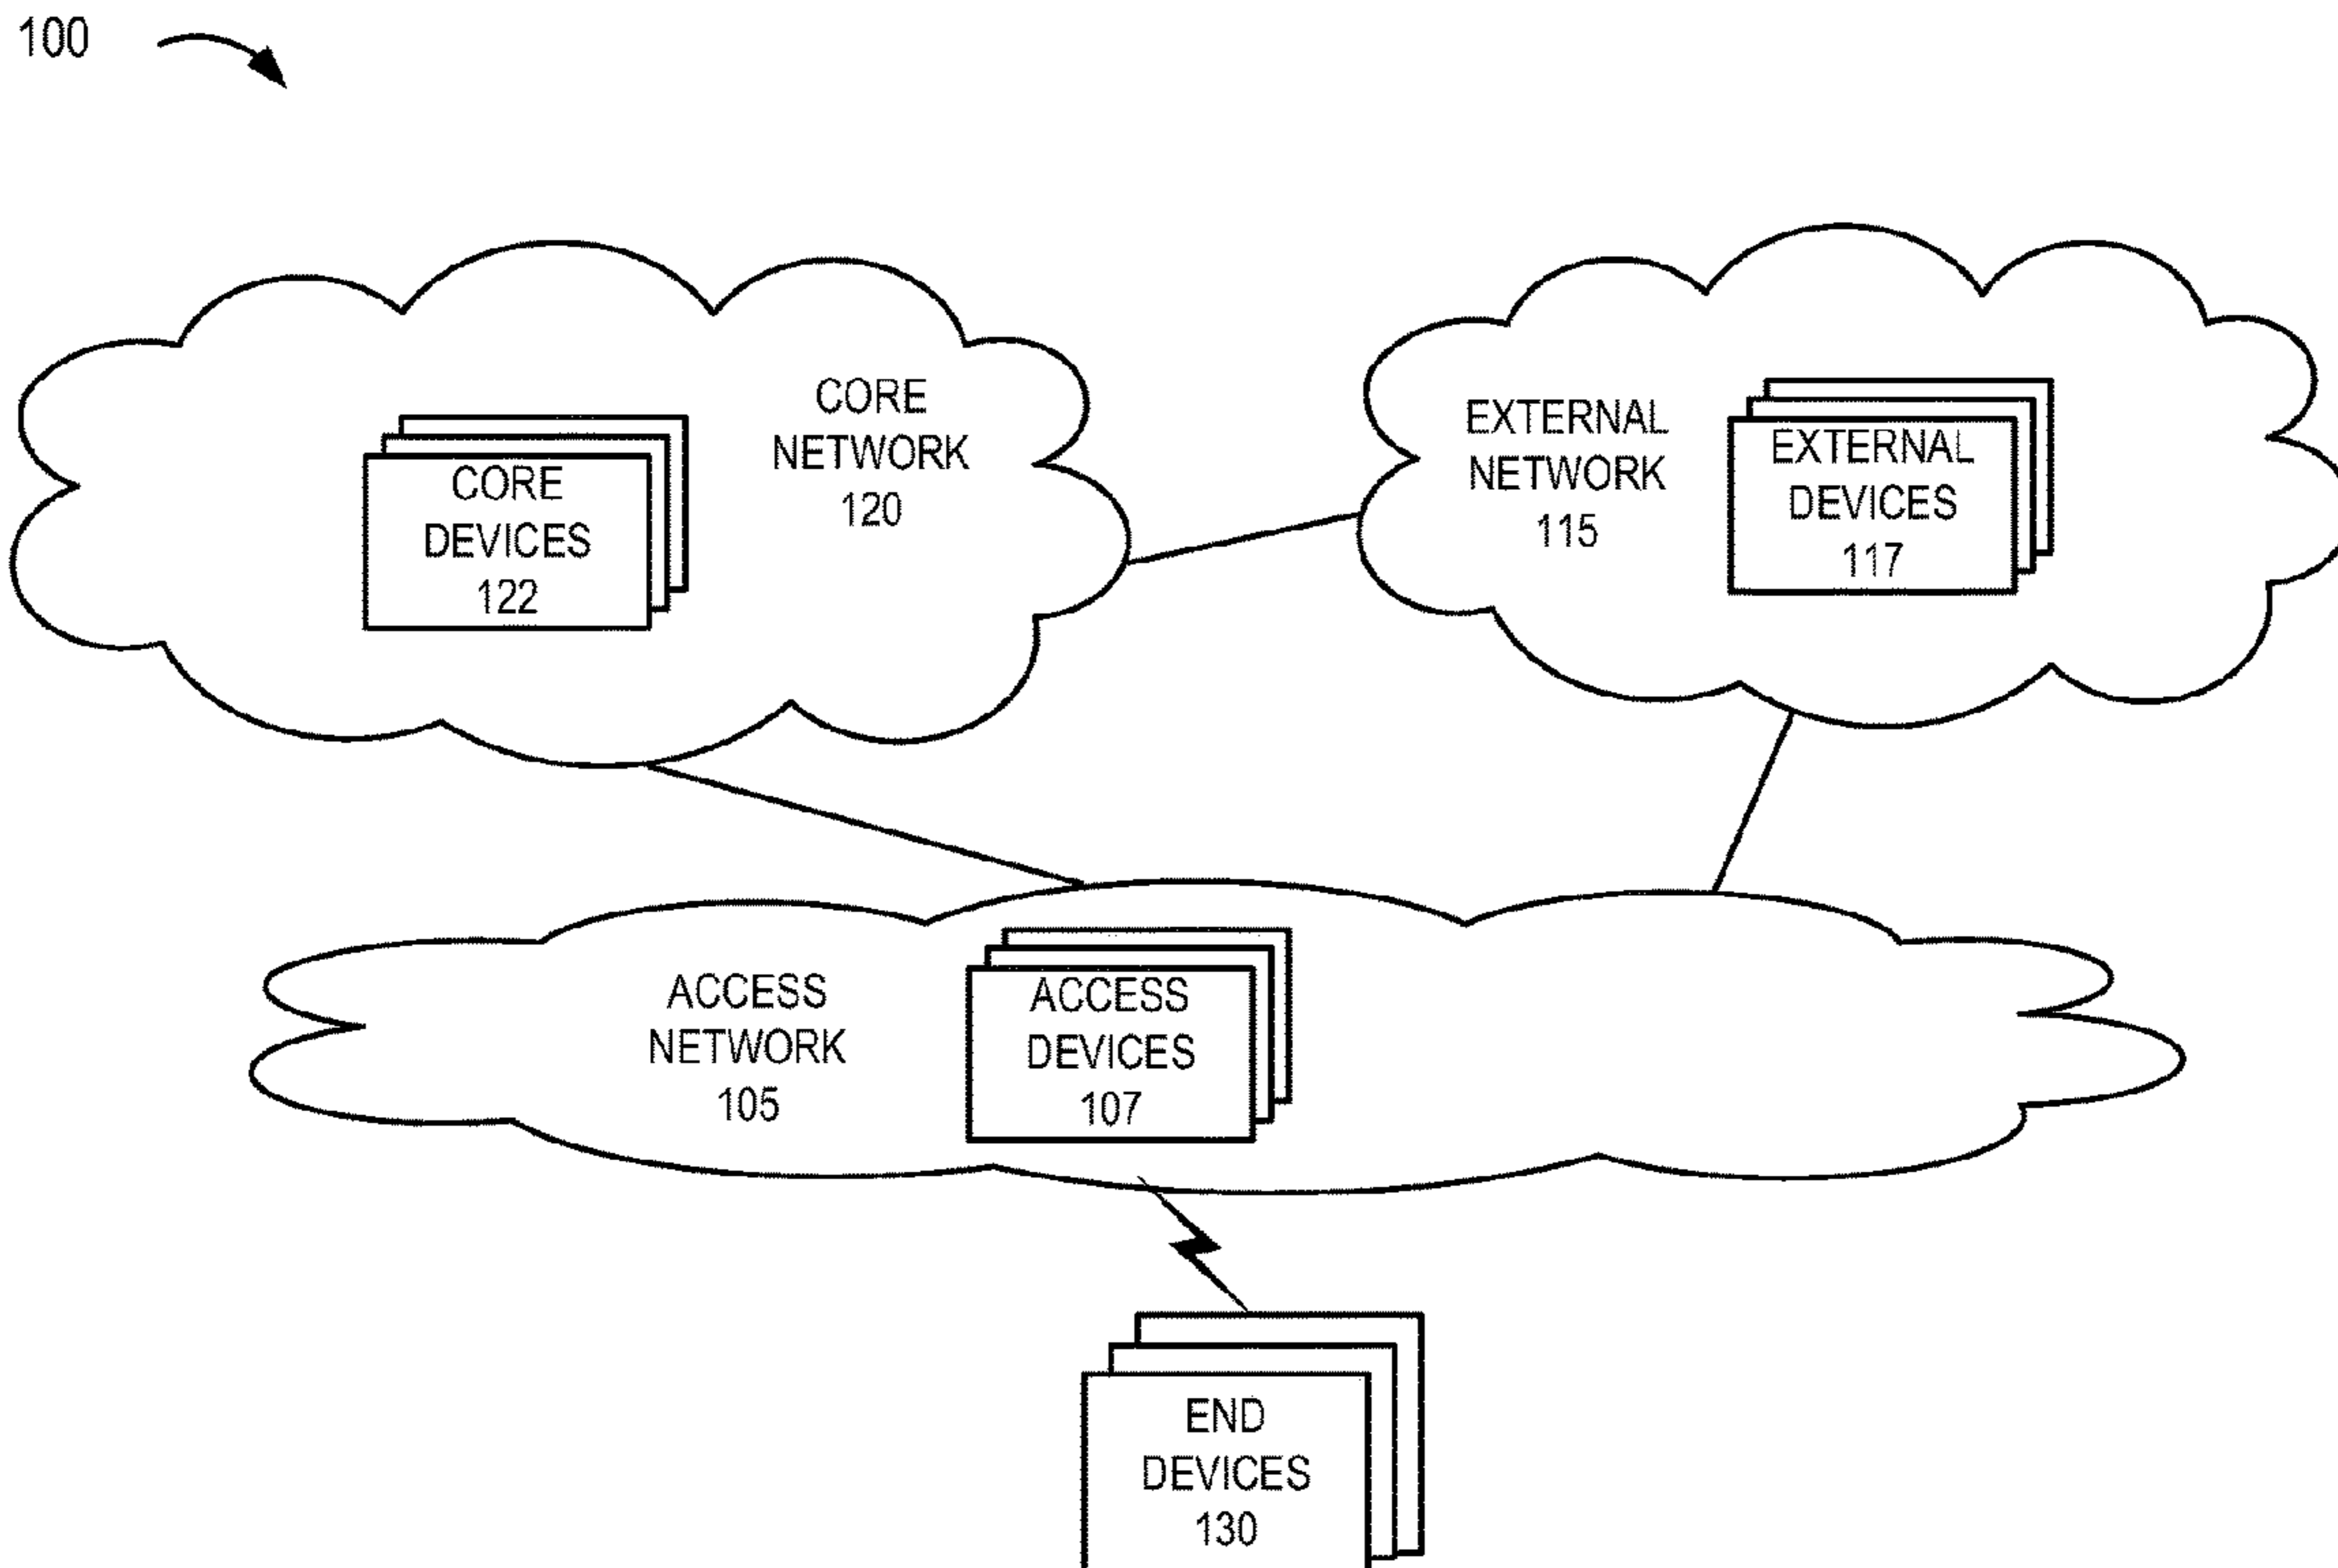 100
CORE
NETWORK
120
CORE
DEVICES
122
EXTERNAL
NETWORK
115
EXTERNAL
DEVICES
117
ACCESS
NETWORK
105
ACCESS
DEVICES
107
END
DEVICES
130